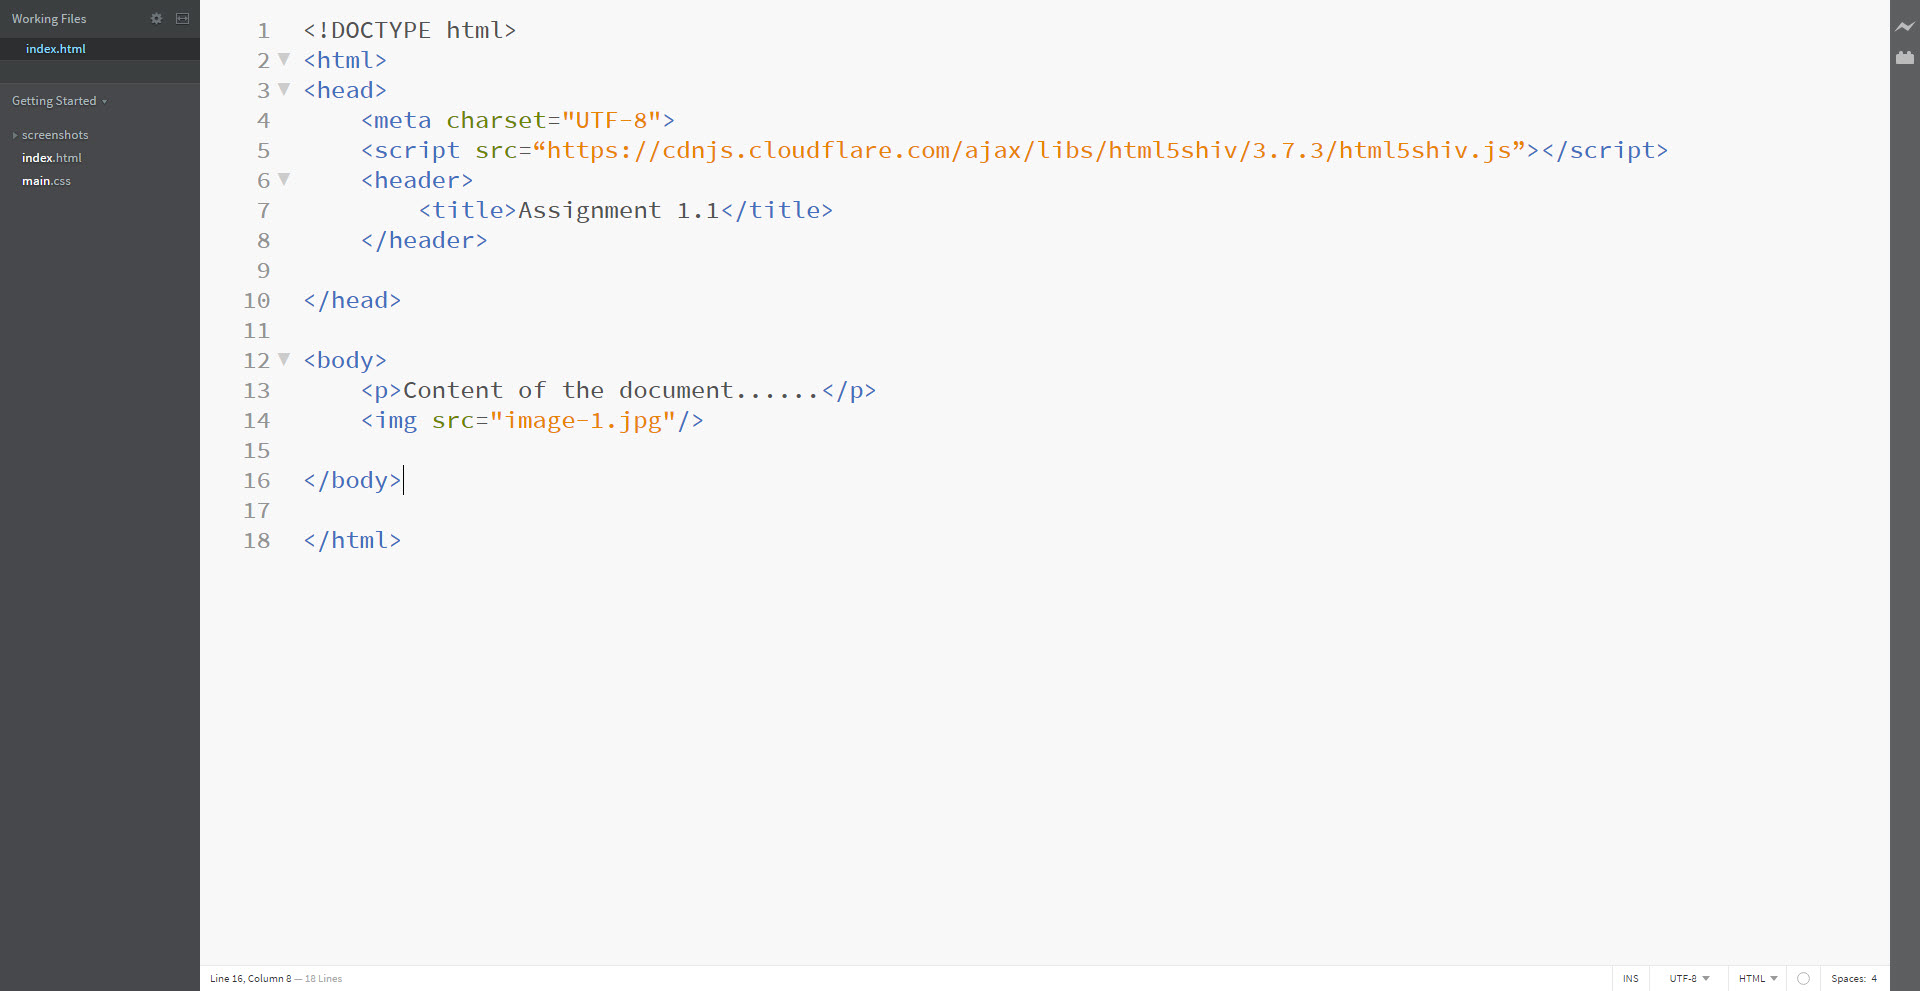 Working Files
index.html
Getting Started
screenshots
index.html
main.css
1 <!DOCTYPE html>
2 <html>
3 <head>
4 <meta charset="UTF-8">
5 <script src=“https://cdnjs.cloudflare.com/ajax/libs/html5shiv/3.7.3/html5shiv.js”></script>
6 <header>
7 <title>Assignment 1.1</title>
8 </header>
9
10 </head>
11
12 <body>
13 <p>Content of the document......</p>
14 <img src="image-1.jpg"/>
15
16 </body>
17
18 </html>
Line 16, Column 8 — 18 Lines
INS UTF-8 HTML Spaces: 4